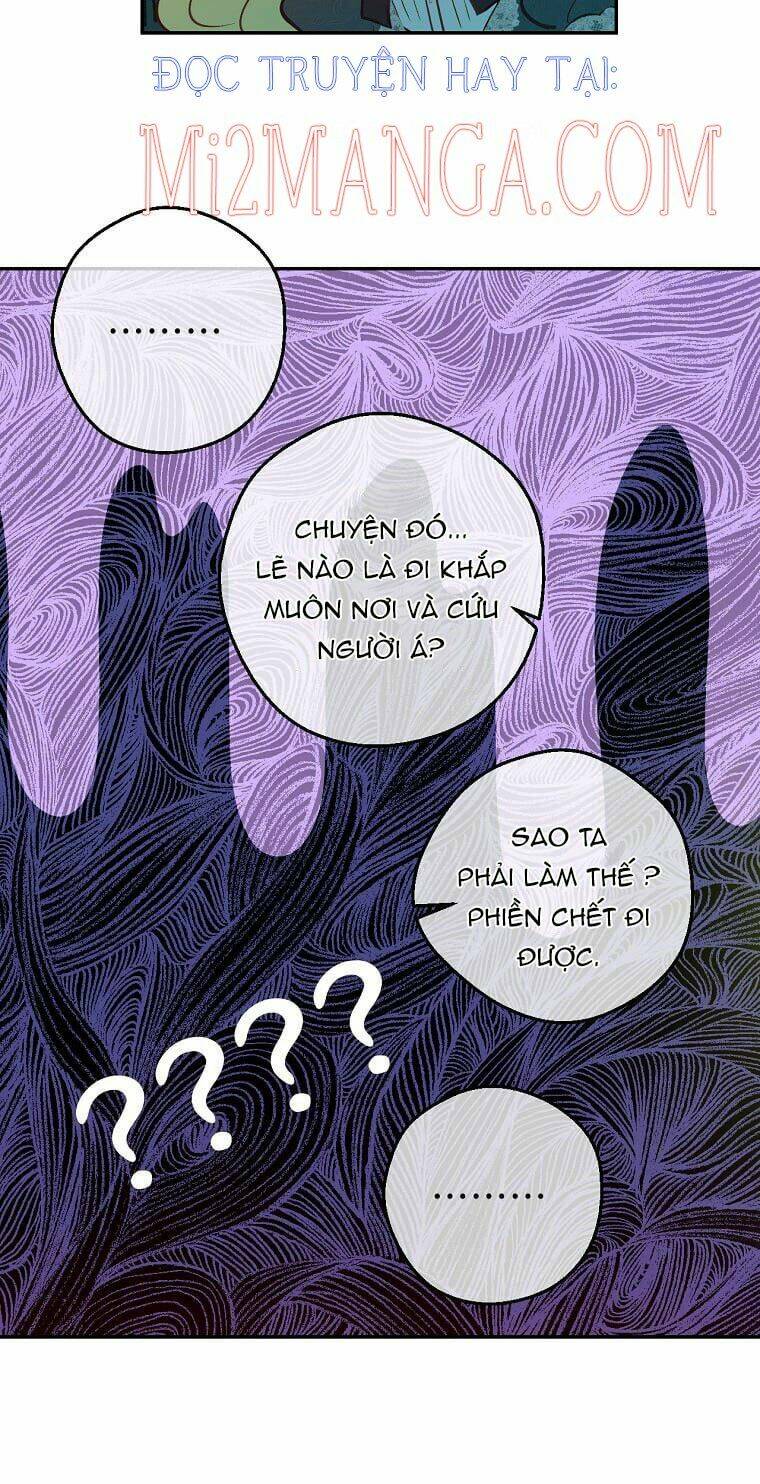 ĐỌC TRUYỆN HAY TẠI:
Mi2MANGA.COM
.........
CHUYỆN ĐÓ...
LẼ NÀO LÀ ĐI KHẮP
MUÔN NƠI VÀ CỨU
NGƯỜI Á?
SAO TA
PHẢI LÀM THẾ ?
PHIỀN CHẾT ĐI
ĐƯỢC.
????
.........